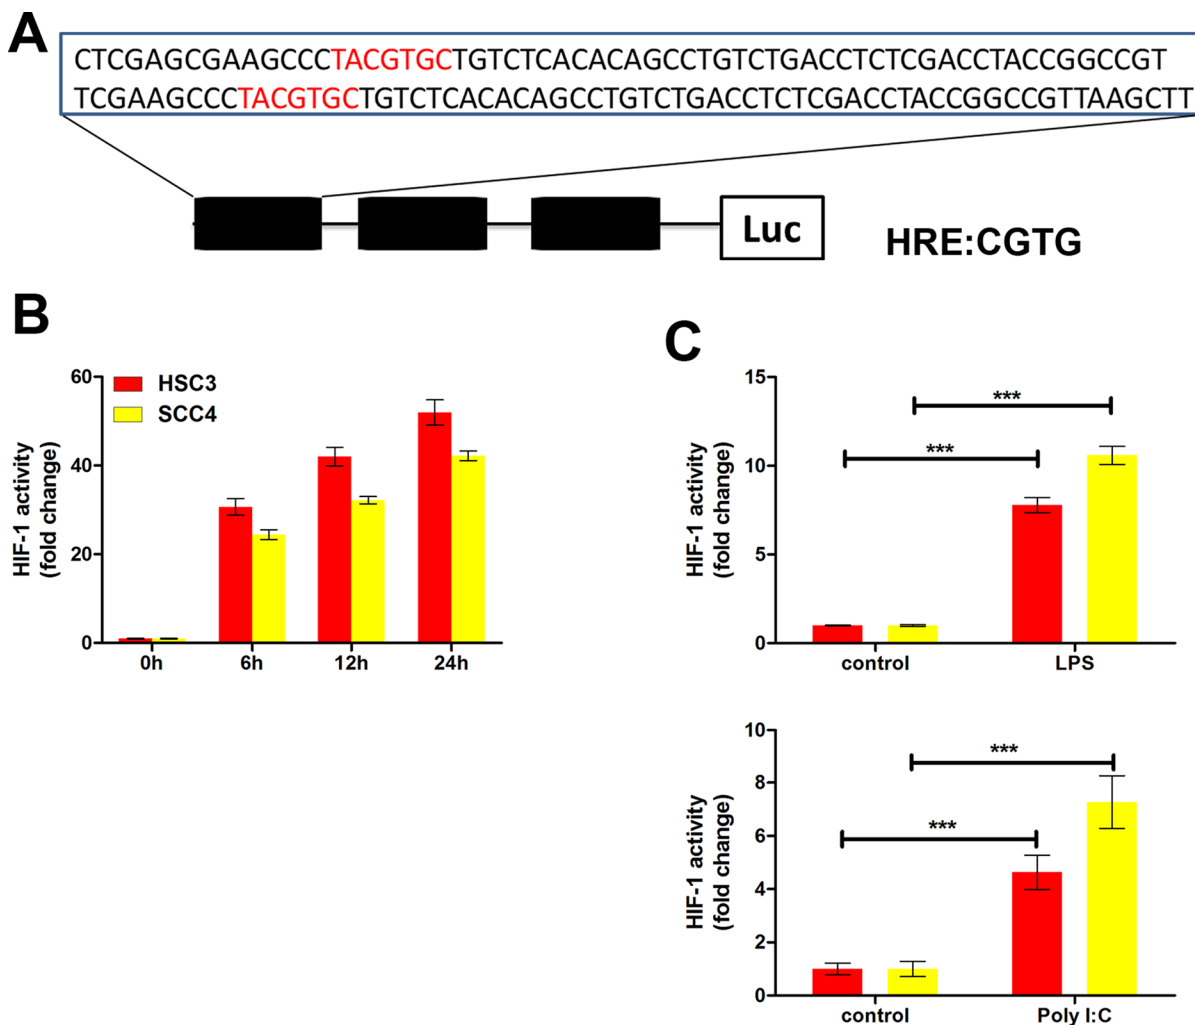 A
CTCGAGCGAAGCCCTACGTGCTGTCTCACACAGCCTGTCTGACCTCTCGACCTACCGGCCGT
TCGAAGCCCTACGTGCTGTCTCACACAGCCTGTCTGACCTCTCGACCTACCGGCCGTTAAGCTT
Luc
HRE:CGTG
B
HIF-1 activity
(fold change)
60
40
20
0
HSC3
SCC4
0h
6h
12h
24h
C
HIF-1 activity
(fold change)
15
10
5
0
***
***
control
LPS
HIF-1 activity
(fold change)
10
8
6
4
2
0
***
***
control
Poly I:C